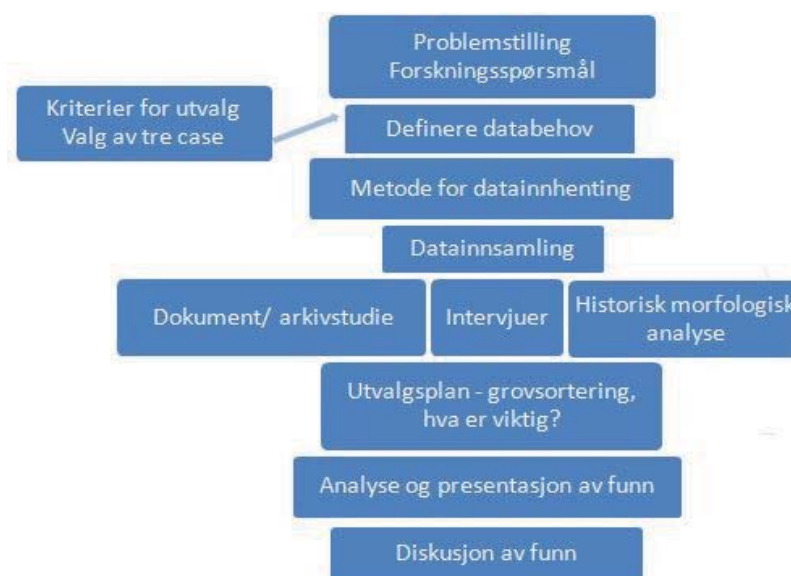 Problemstilling
Forskningsspørsmål
Kriterier for utvalg
Valg av tre case
Definere databehov
Metode for datainnhenting
Datainnsamling
Dokument/ arkivstudie
Intervjuer
Historisk morfologisk
analyse
Utvalgsplan - grovsortering,
hva er viktig?
Analyse og presentasjon av funn
Diskusjon av funn